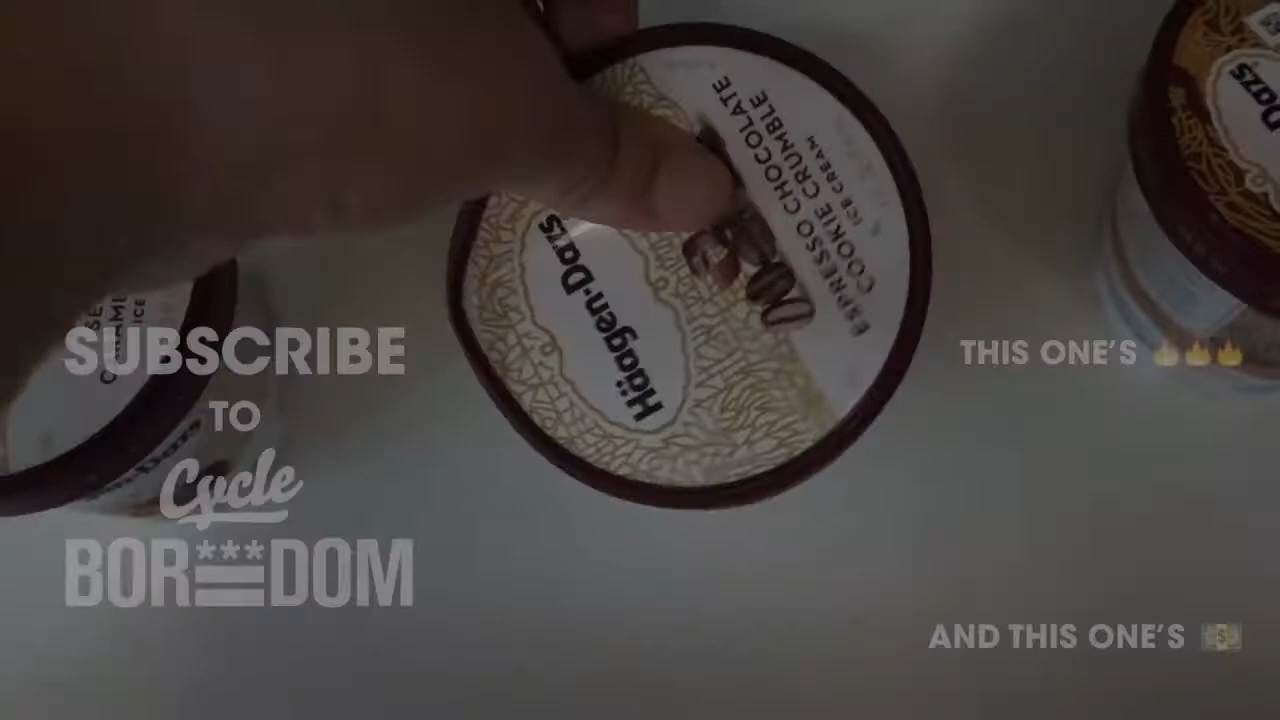 ESPRESSO CHOCOLATE
COOKIE CRUMBLE
ICE CREAM
Häagen-Dazs
SUBSCRIBE
TO
Cycle
BOR***DOM
THIS ONE'S 🔥🔥🔥
AND THIS ONE'S 💵